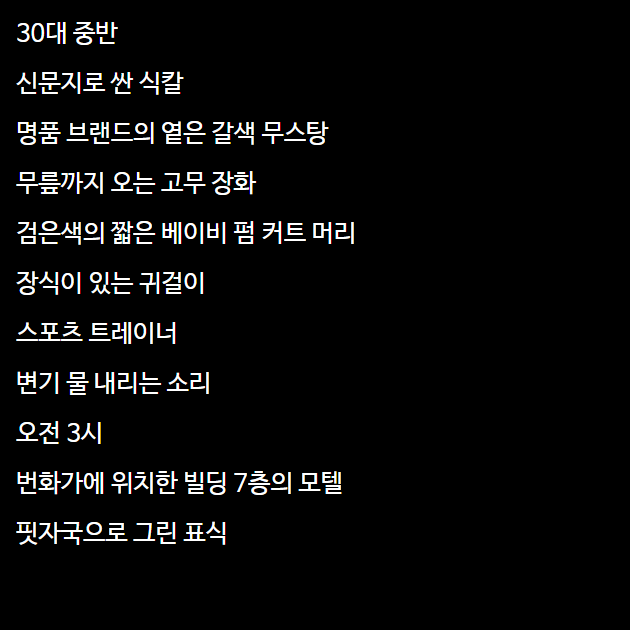 30대 중반
신문지로 싼 식칼
명품 브랜드의 옅은 갈색 무스탕
무릎까지 오는 고무 장화
검은색의 짧은 베이비 펌 커트 머리
장식이 있는 귀걸이
스포츠 트레이너
변기 물 내리는 소리
오전 3시
번화가에 위치한 빌딩 7층의 모텔
핏자국으로 그린 표식